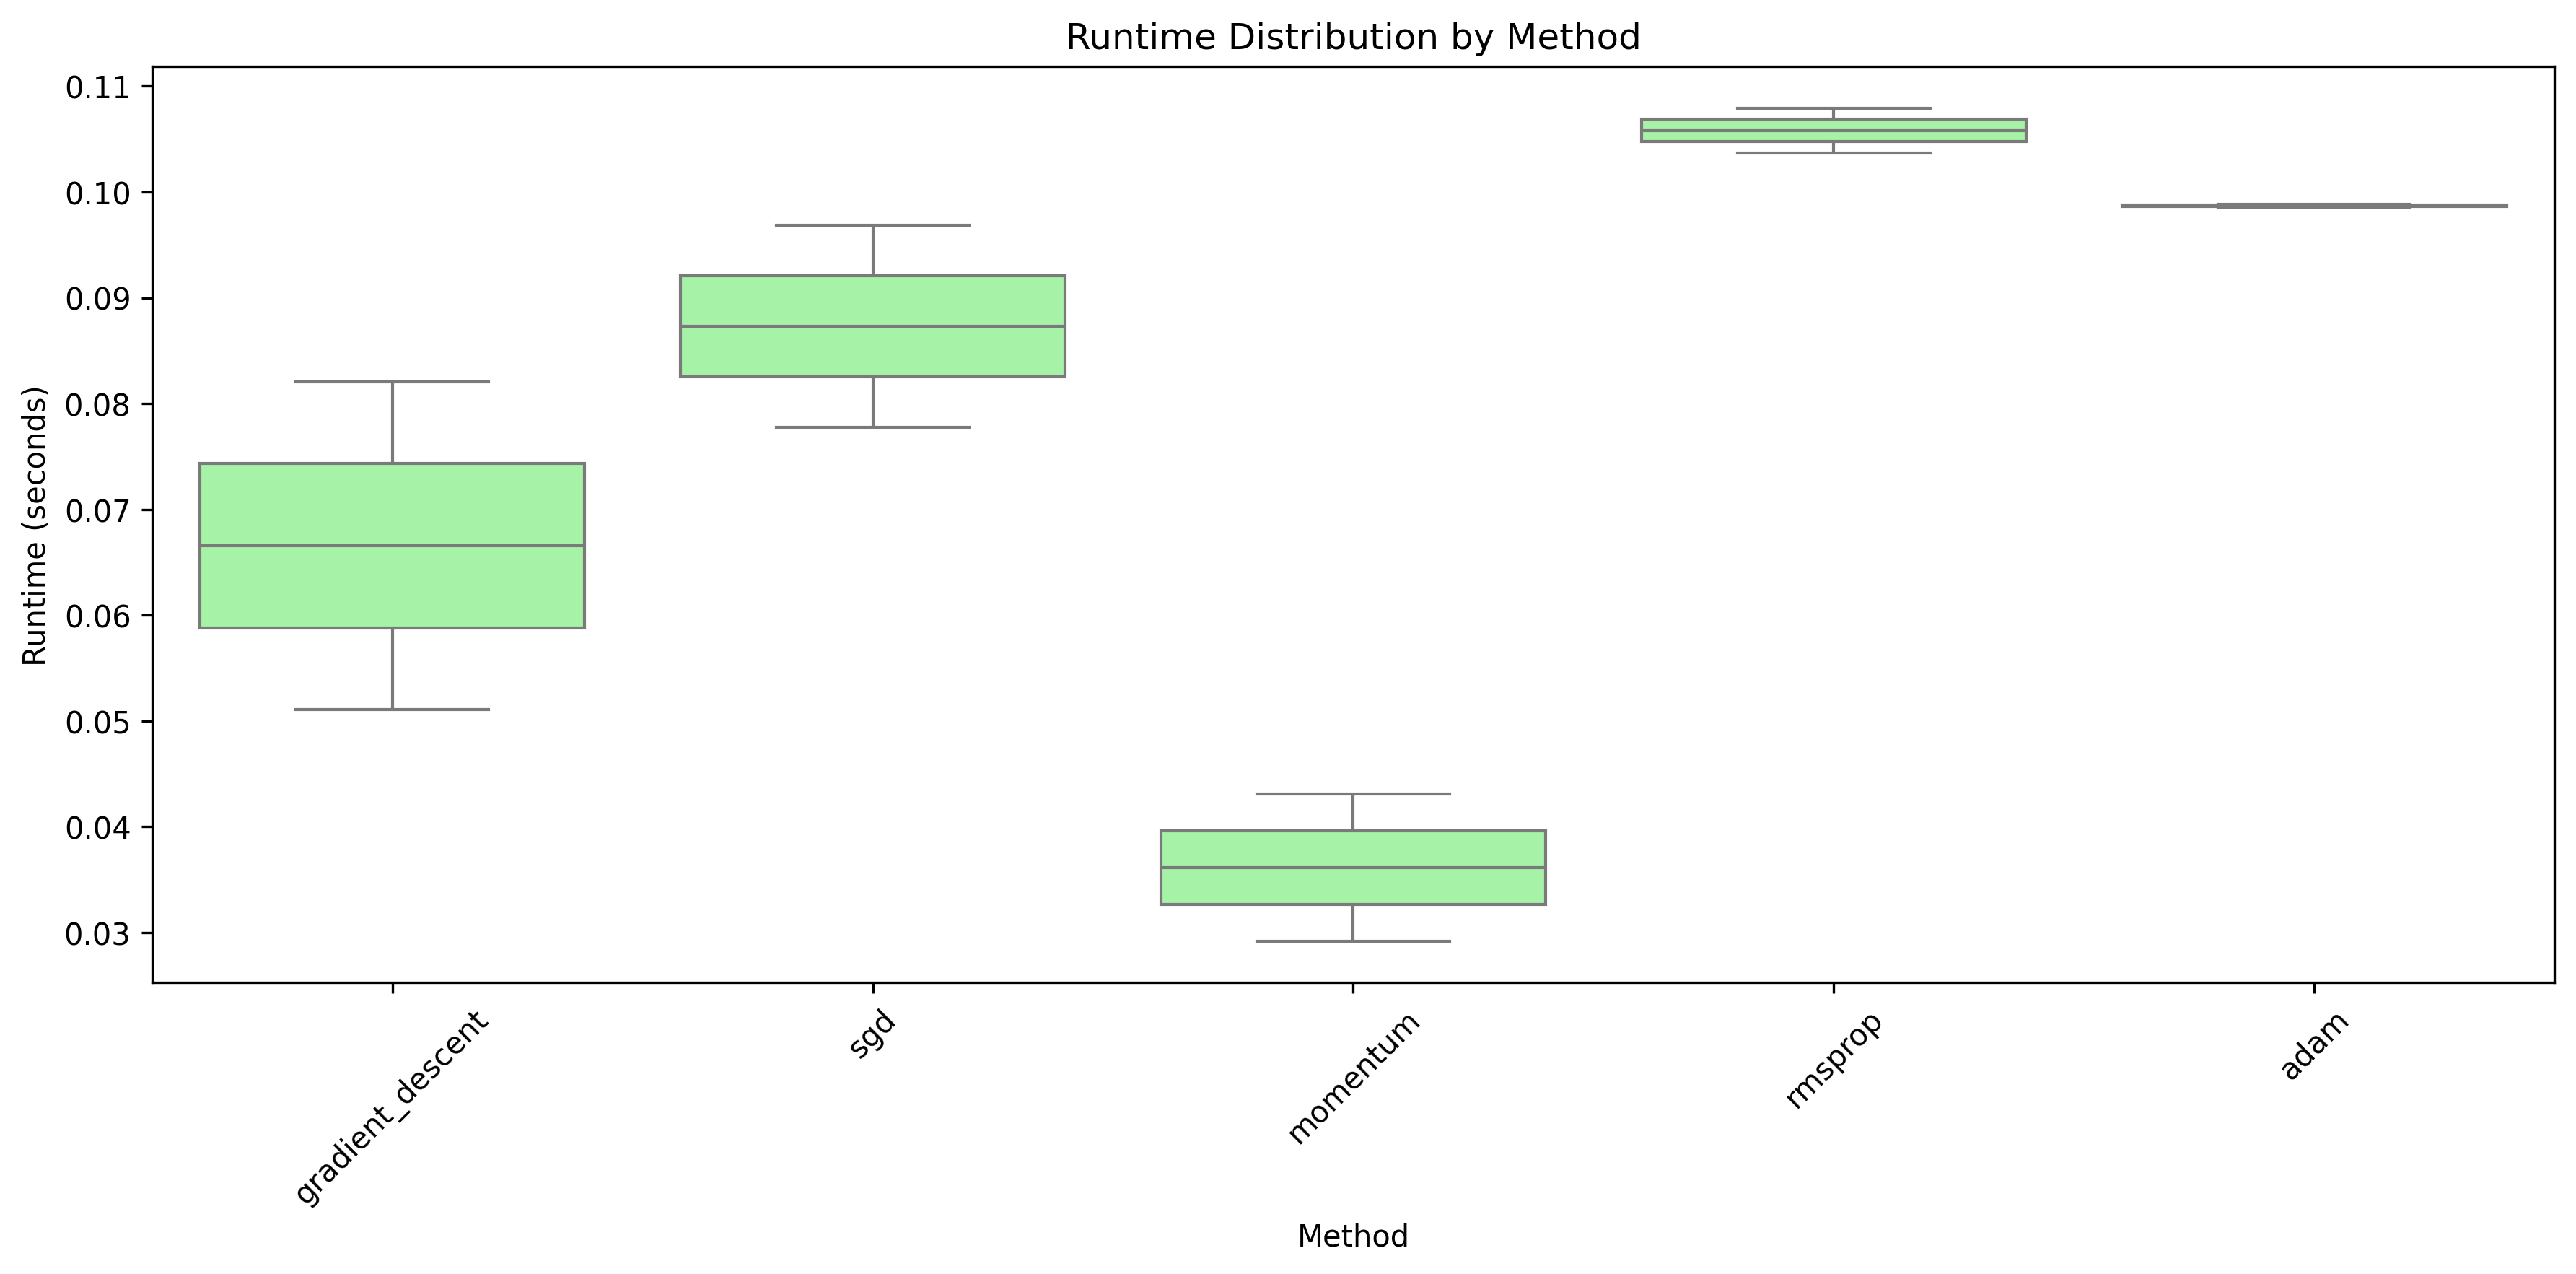 Runtime Distribution by Method
Runtime (seconds)
0.11
0.10
0.09
0.08
0.07
0.06
0.05
0.04
0.03
gradient_descent
sgd
momentum
rmsprop
adam
Method